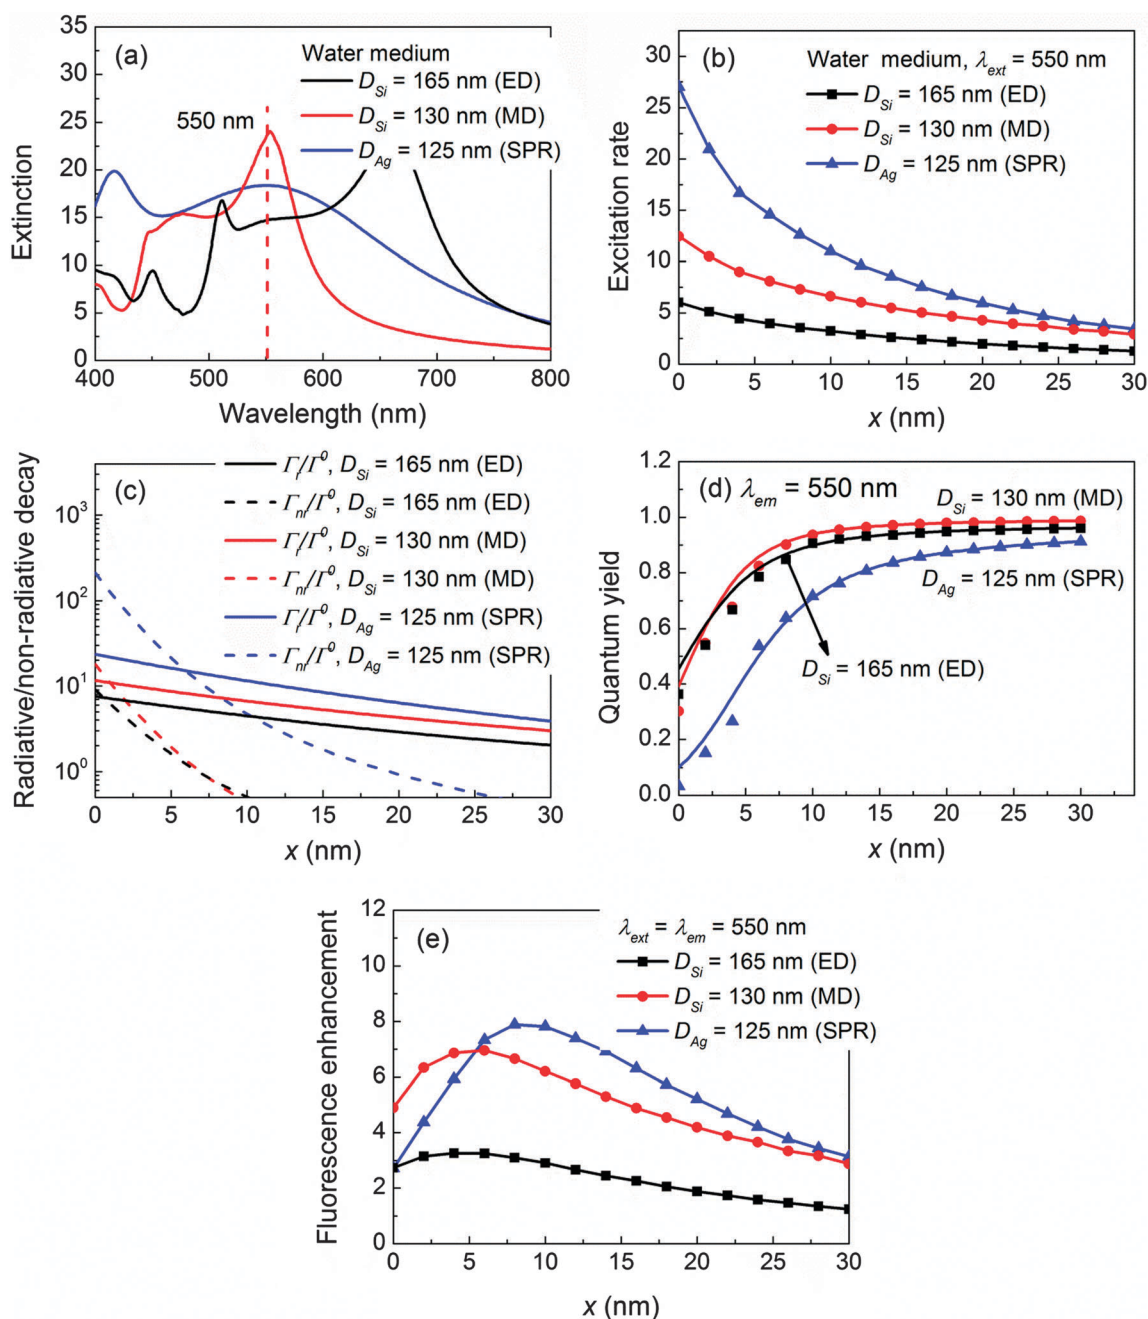 (a)
Water medium
D_Si = 165 nm (ED)
D_Si = 130 nm (MD)
D_Ag = 125 nm (SPR)
550 nm
Extinction
35
30
25
20
15
10
5
0
400 500 600 700 800
Wavelength (nm)
(b)
Water medium, λ_ext = 550 nm
D_Si = 165 nm (ED)
D_Si = 130 nm (MD)
D_Ag = 125 nm (SPR)
Excitation rate
30
25
20
15
10
5
0
0 5 10 15 20 25 30
x (nm)
(c)
Γ_r/Γ^0, D_Si = 165 nm (ED)
Γ_nr/Γ^0, D_Si = 165 nm (ED)
Γ_r/Γ^0, D_Si = 130 nm (MD)
Γ_nr/Γ^0, D_Si = 130 nm (MD)
Γ_r/Γ^0, D_Ag = 125 nm (SPR)
Γ_nr/Γ^0, D_Ag = 125 nm (SPR)
Radiative/non-radiative decay
10^3
10^2
10^1
10^0
0 5 10 15 20 25 30
x (nm)
(d) λ_em = 550 nm
D_Si = 130 nm (MD)
D_Ag = 125 nm (SPR)
D_Si = 165 nm (ED)
Quantum yield
1.2
1.0
0.8
0.6
0.4
0.2
0.0
0 5 10 15 20 25 30
x (nm)
(e)
λ_ext = λ_em = 550 nm
D_Si = 165 nm (ED)
D_Si = 130 nm (MD)
D_Ag = 125 nm (SPR)
Fluorescence enhancement
12
10
8
6
4
2
0
0 5 10 15 20 25 30
x (nm)